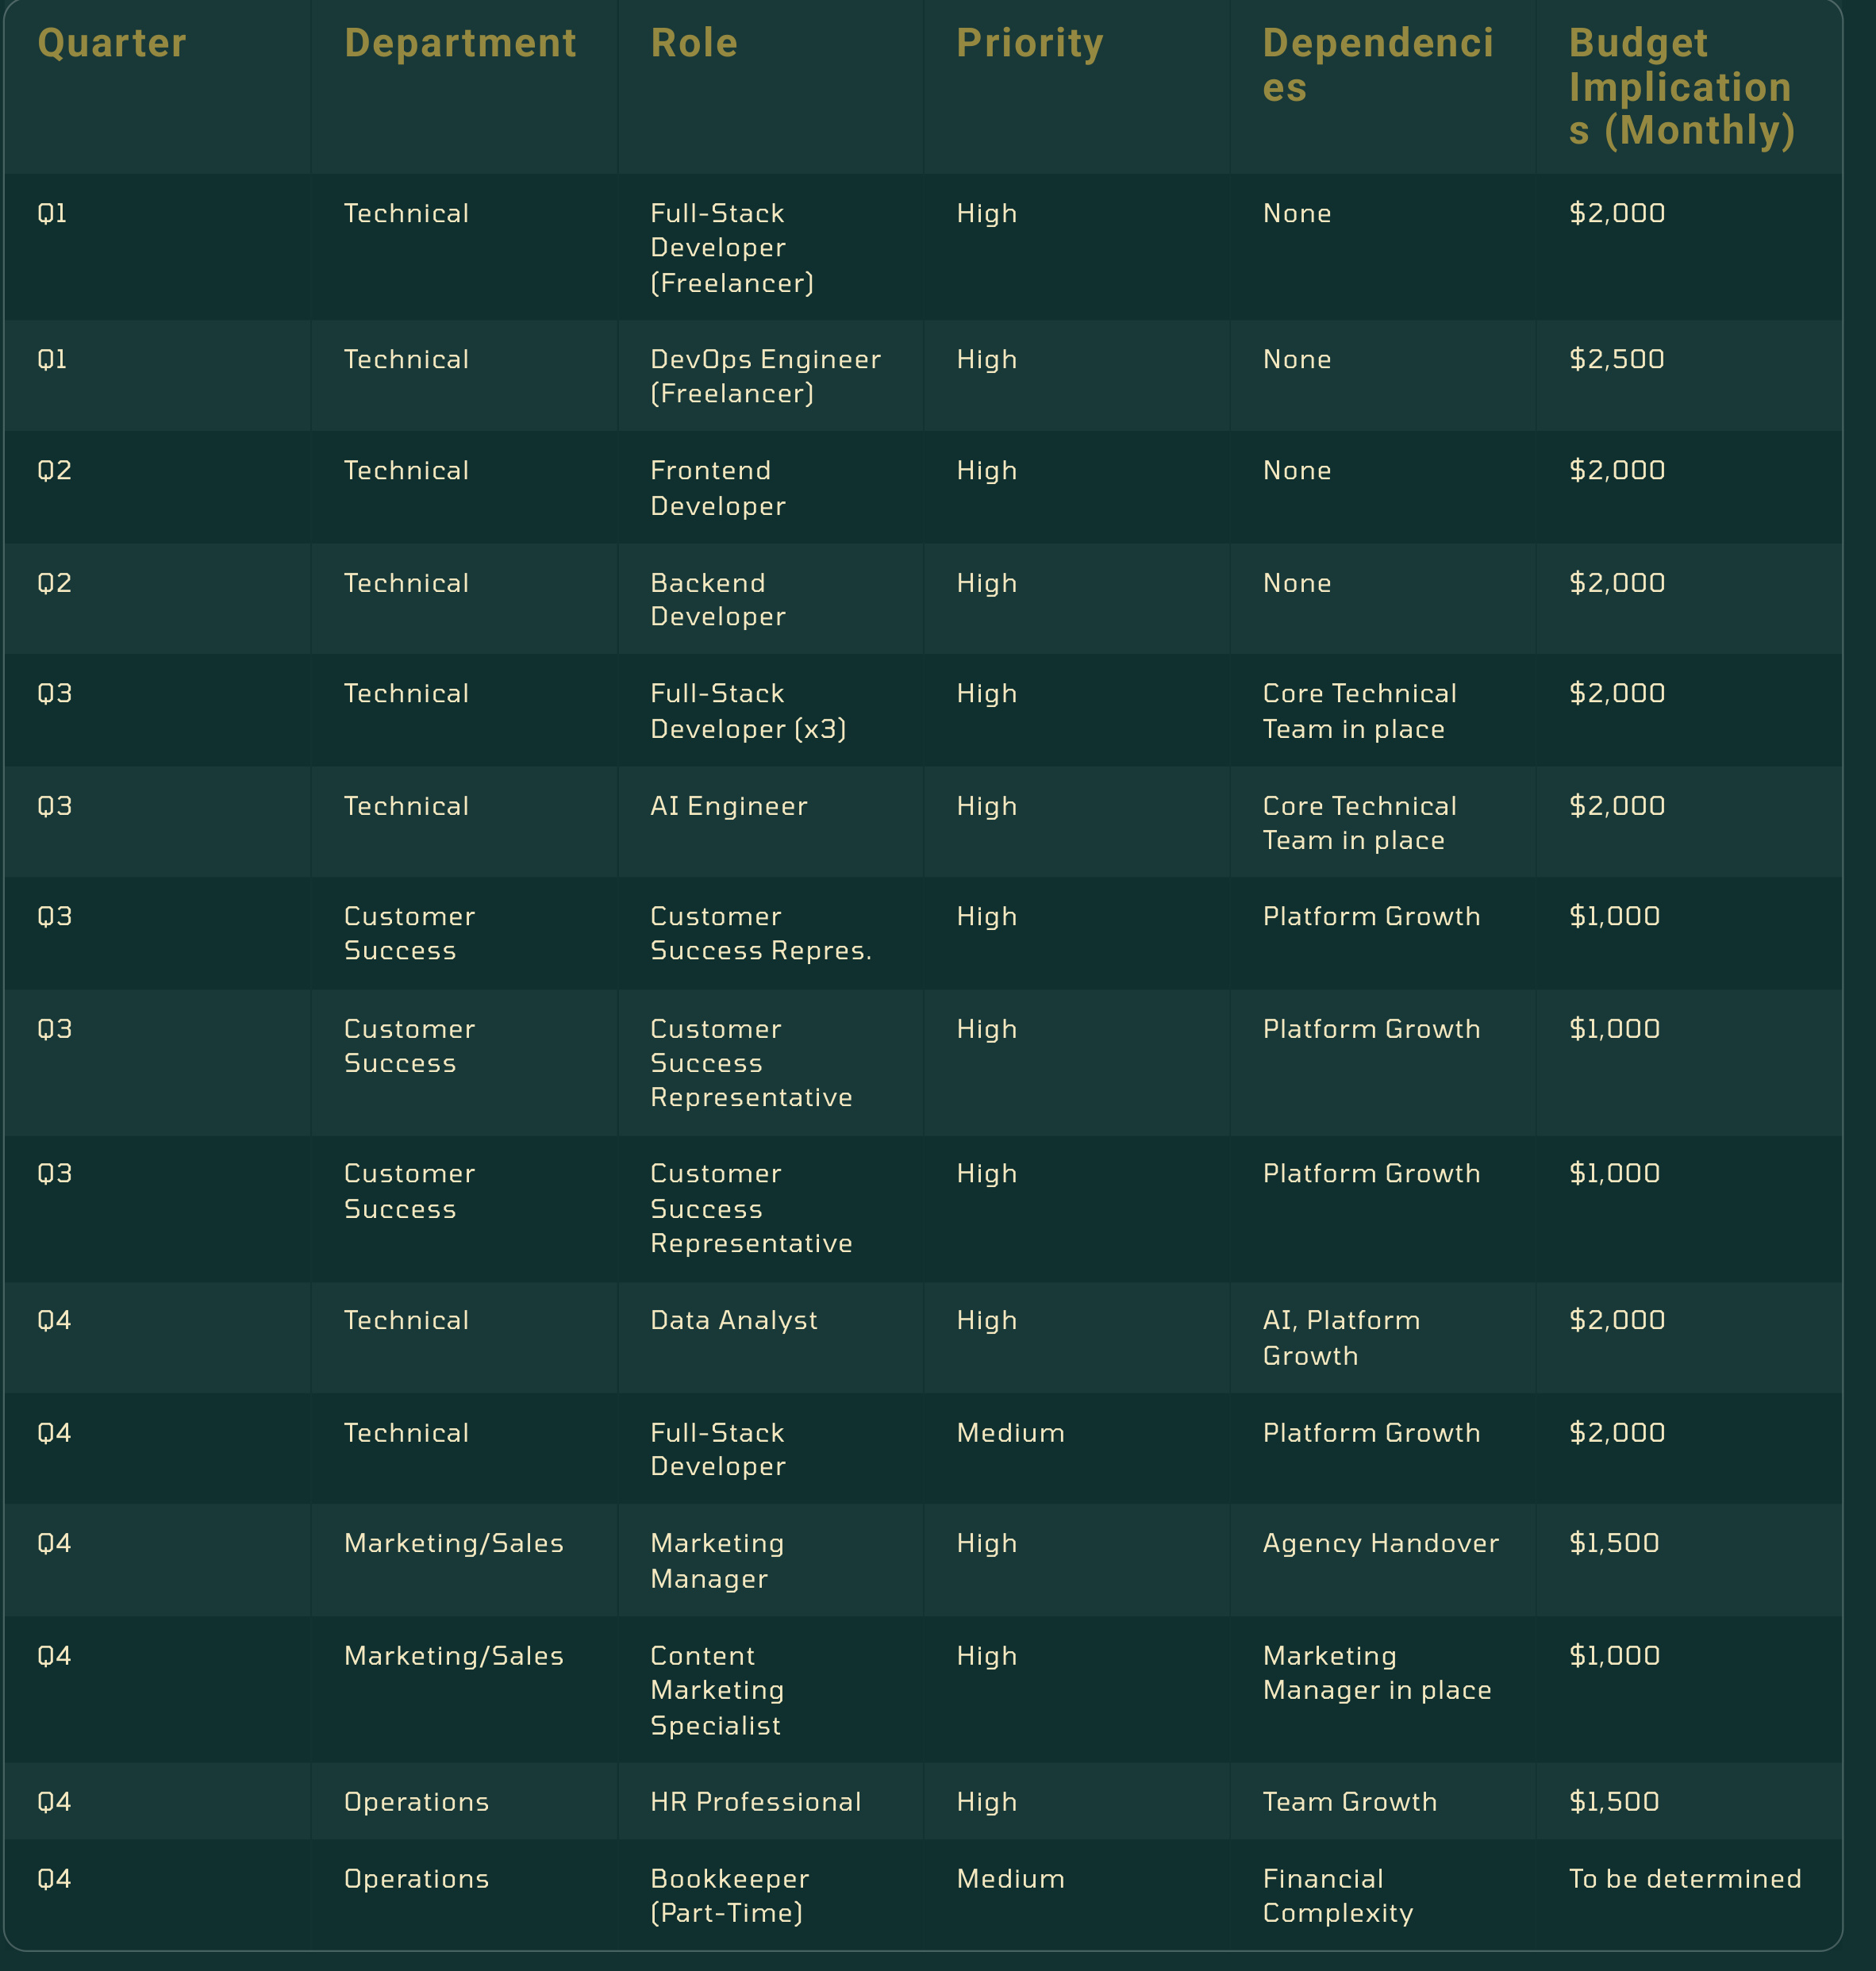 Quarter
Department
Role
Priority
Dependenci
es
Budget
Implication
s (Monthly)
Q1
Technical
Full-Stack
Developer
(Freelancer)
High
None
$2,000
Q1
Technical
DevOps Engineer
(Freelancer)
High
None
$2,500
Q2
Technical
Frontend
Developer
High
None
$2,000
Q2
Technical
Backend
Developer
High
None
$2,000
Q3
Technical
Full-Stack
Developer (x3)
High
Core Technical
Team in place
$2,000
Q3
Technical
AI Engineer
High
Core Technical
Team in place
$2,000
Q3
Customer
Success
Customer
Success Repres.
High
Platform Growth
$1,000
Q3
Customer
Success
Customer
Success
Representative
High
Platform Growth
$1,000
Q3
Customer
Success
Customer
Success
Representative
High
Platform Growth
$1,000
Q4
Technical
Data Analyst
High
AI, Platform
Growth
$2,000
Q4
Technical
Full-Stack
Developer
Medium
Platform Growth
$2,000
Q4
Marketing/Sales
Marketing
Manager
High
Agency Handover
$1,500
Q4
Marketing/Sales
Content
Marketing
Specialist
High
Marketing
Manager in place
$1,000
Q4
Operations
HR Professional
High
Team Growth
$1,500
Q4
Operations
Bookkeeper
(Part-Time)
Medium
Financial
Complexity
To be determined